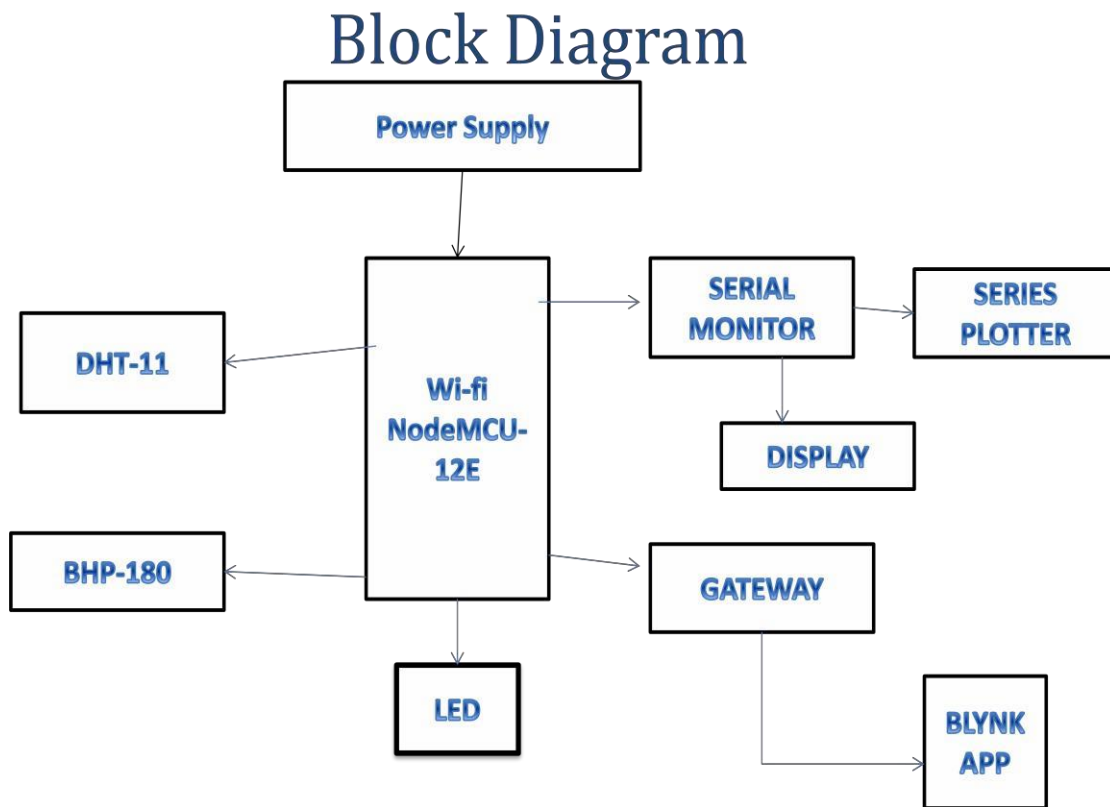 Block Diagram
Power Supply
SERIAL
MONITOR
SERIES
PLOTTER
DHT-11
Wi-fi
NodeMCU-
12E
DISPLAY
BHP-180
GATEWAY
LED
BLYNK
APP